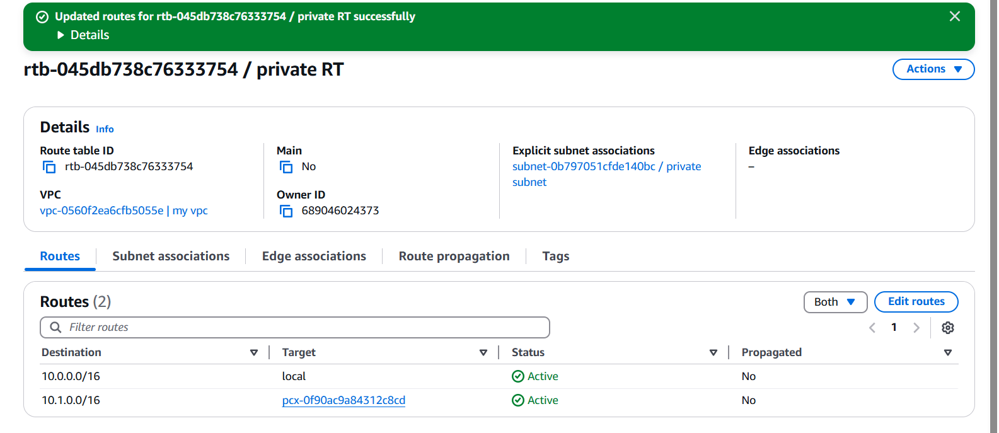 Updated routes for rtb-045db738c76333754 / private RT successfully
Details
rtb-045db738c76333754 / private RT
Actions
Details Info
Route table ID
rtb-045db738c76333754
Main
No
Explicit subnet associations
subnet-0b797051cfde140bc / private
subnet
Edge associations
–
VPC
vpc-0560f2ea6cfb5055e | my vpc
Owner ID
689046024373
Routes Subnet associations Edge associations Route propagation Tags
Routes (2)
Both Edit routes
Filter routes
1
Destination Target Status Propagated
10.0.0.0/16 local Active No
10.1.0.0/16 pcx-0f90ac9a84312c8cd Active No